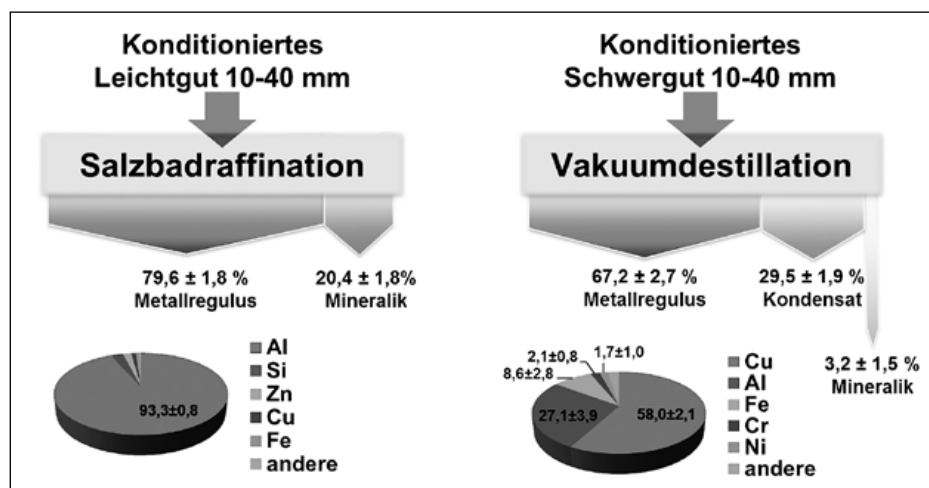 Konditioniertes
Leichtgut 10-40 mm
Salzbadraffination
79,6 ± 1,8 %
Metallregulus
20,4 ± 1,8%
Mineralik
93,3±0,8
Al
Si
Zn
Cu
Fe
andere
Konditioniertes
Schwergut 10-40 mm
Vakuumdestillation
67,2 ± 2,7 %
Metallregulus
29,5 ± 1,9 %
Kondensat
3,2 ± 1,5 %
Mineralik
2,1±0,8
1,7±1,0
8,6±2,8
27,1±3,9
58,0±2,1
Cu
Al
Fe
Cr
Ni
andere